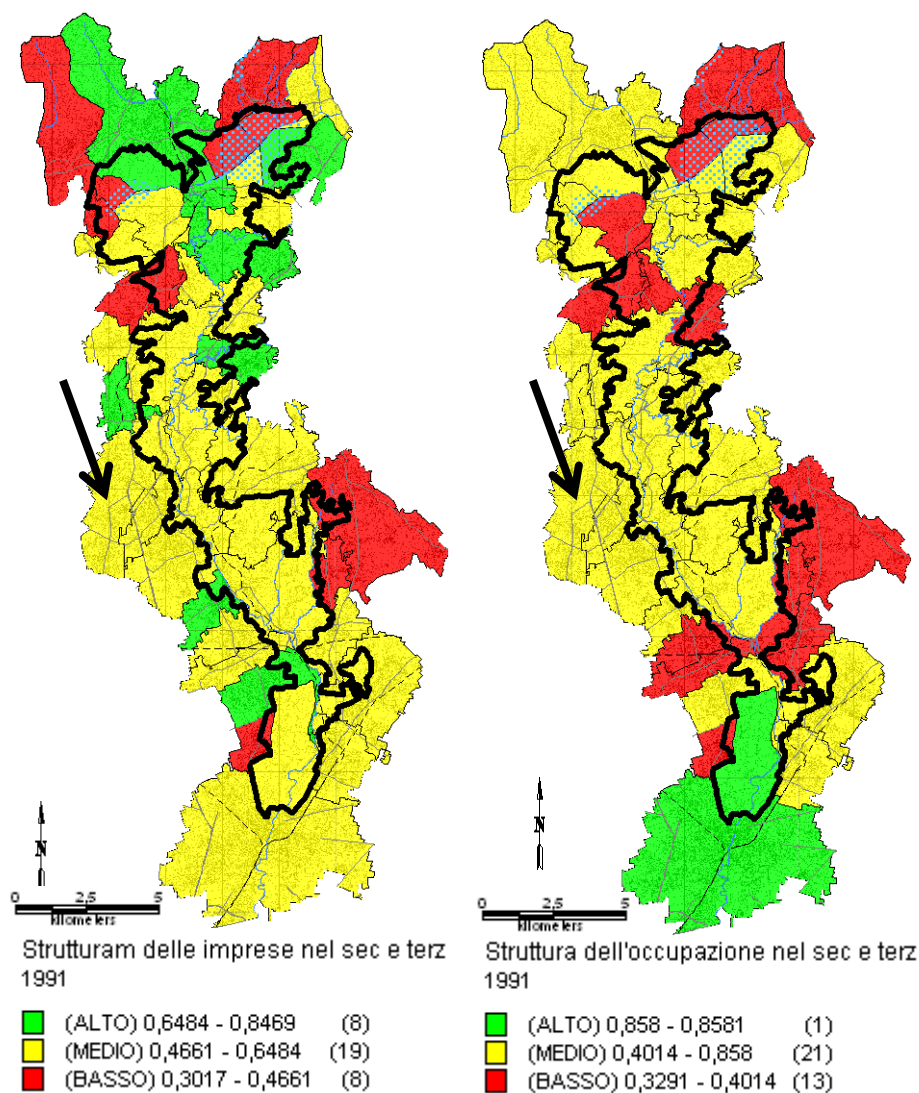 N
0 2,5 5
kilometers
Strutturam delle imprese nel sec e terz
1991
(ALTO) 0,6484 - 0,8469 (8)
(MEDIO) 0,4661 - 0,6484 (19)
(BASSO) 0,3017 - 0,4661 (8)
N
0 2,5 5
kilometers
Struttura dell'occupazione nel sec e terz
1991
(ALTO) 0,858 - 0,8581 (1)
(MEDIO) 0,4014 - 0,858 (21)
(BASSO) 0,3291 - 0,4014 (13)